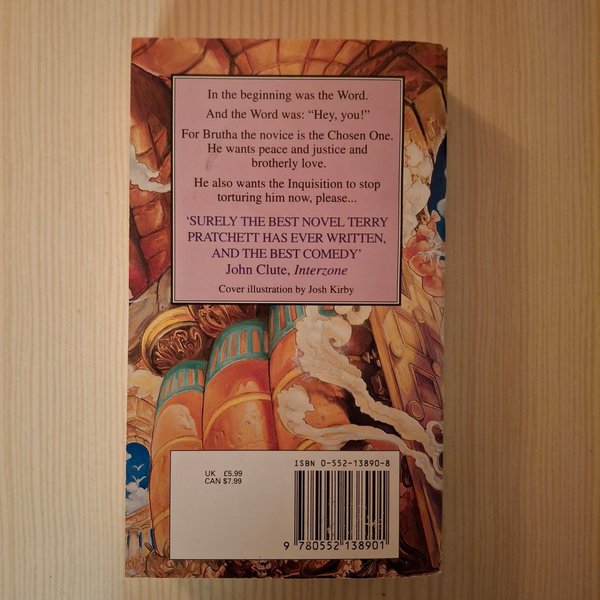 In the beginning was the Word.
And the Word was: “Hey, you!”
For Brutha the novice is the Chosen One.
He wants peace and justice and
brotherly love.
He also wants the Inquisition to stop
torturing him now, please...
‘SURELY THE BEST NOVEL TERRY
PRATCHETT HAS EVER WRITTEN,
AND THE BEST COMEDY’
John Clute, Interzone
Cover illustration by Josh Kirby
UK £5.99
CAN $7.99
ISBN 0-552-13890-8
9 780552 138901